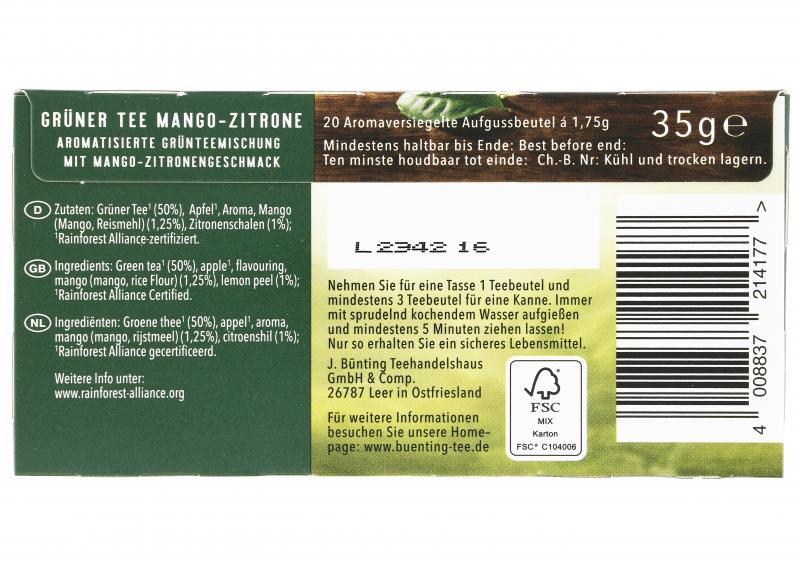 GRÜNER TEE MANGO-ZITRONE
AROMATISIERTE GRÜNTEEMISCHUNG
MIT MANGO-ZITRONENGESCHMACK
20 Aromaversiegelte Aufgussbeutel á 1,75g
35g℮
Mindestens haltbar bis Ende: Best before end:
Ten minste houdbaar tot einde: Ch.-B. Nr: Kühl und trocken lagern.
D Zutaten: Grüner Tee¹ (50%), Apfel¹, Aroma, Mango
(Mango, Reismehl) (1,25%), Zitronenschalen (1%);
¹Rainforest Alliance-zertifiziert.
GB Ingredients: Green tea¹ (50%), apple¹, flavouring,
mango (mango, rice Flour) (1,25%), lemon peel (1%);
¹Rainforest Alliance Certified.
NL Ingrediënten: Groene thee¹ (50%), appel¹, aroma,
mango (mango, rijstmeel) (1,25%), citroenshil (1%);
¹Rainforest Alliance gecertificeerd.
Weitere Info unter:
www.rainforest-alliance.org
L 2342 16
Nehmen Sie für eine Tasse 1 Teebeutel und
mindestens 3 Teebeutel für eine Kanne. Immer
mit sprudelnd kochendem Wasser aufgießen
und mindestens 5 Minuten ziehen lassen!
Nur so erhalten Sie ein sicheres Lebensmittel.
J. Bünting Teehandelshaus
GmbH & Comp.
26787 Leer in Ostfriesland
Für weitere Informationen
besuchen Sie unsere Home-
page: www.buenting-tee.de
FSC
MIX
Karton
FSC® C104006
4 008837 214177 >